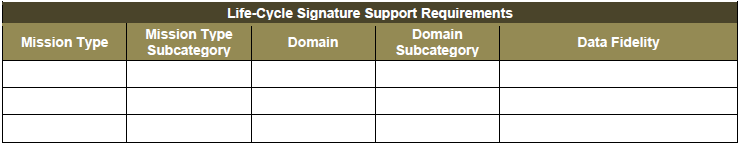 Life-Cycle Signature Support Requirements
Mission Type
Mission Type
Subcategory
Domain
Domain
Subcategory
Data Fidelity